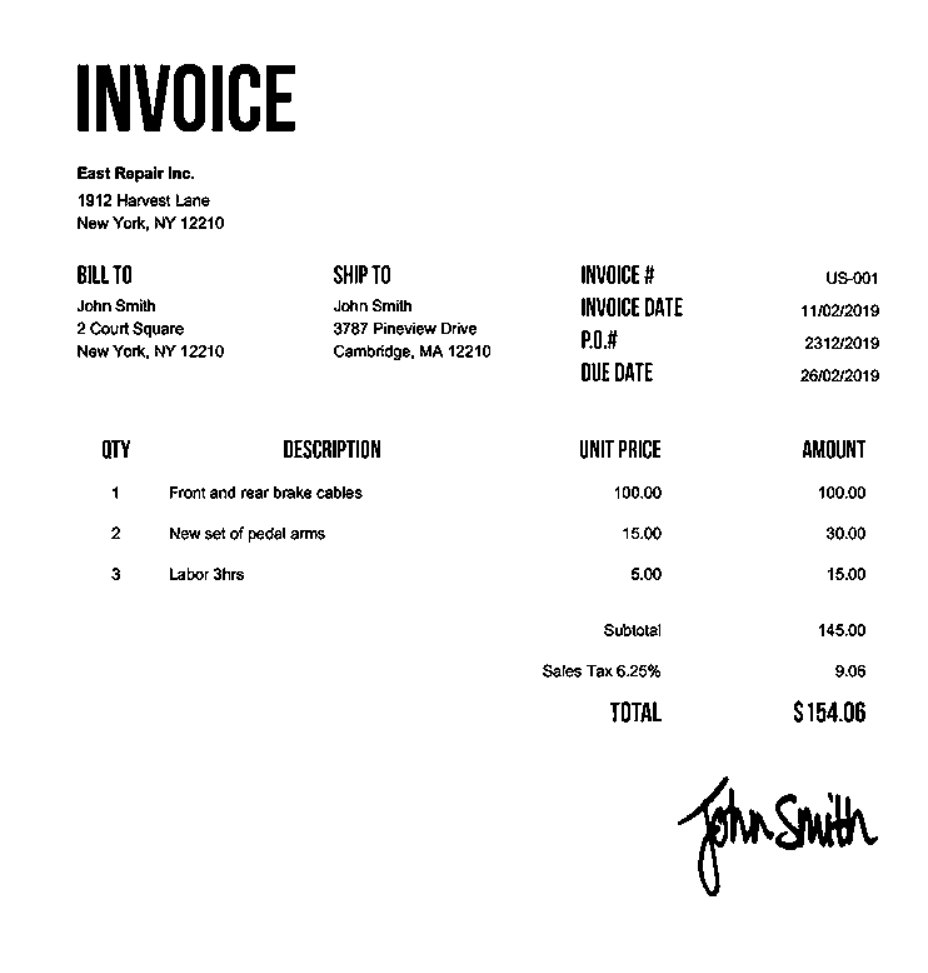 INVOICE
East Repair Inc.
1912 Harvest Lane
New York, NY 12210
BILL TO
John Smith
2 Court Square
New York, NY 12210
SHIP TO
John Smith
3787 Pineview Drive
Cambridge, MA 12210
INVOICE # US-001
INVOICE DATE 11/02/2019
P.O.# 2312/2019
DUE DATE 26/02/2019
QTY DESCRIPTION UNIT PRICE AMOUNT
1 Front and rear brake cables 100.00 100.00
2 New set of pedal arms 15.00 30.00
3 Labor 3hrs 5.00 15.00
Subtotal 145.00
Sales Tax 6.25% 9.06
TOTAL $154.06
John Smith